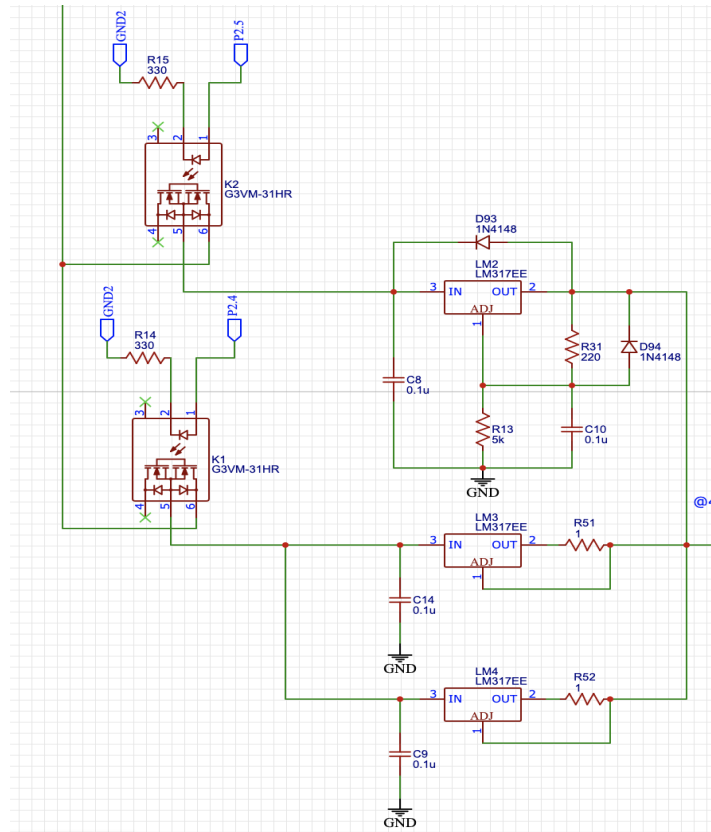 GND2
P2.5
R15
330
3
2
1
K2
G3VM-31HR
4
5
6
GND2
P2.4
R14
330
3
2
1
K1
G3VM-31HR
4
5
6
D93
1N4148
LM2
LM317EE
3
IN
OUT
2
ADJ
1
R31
220
D94
1N4148
C8
0.1u
R13
5k
C10
0.1u
GND
LM3
LM317EE
3
IN
OUT
2
ADJ
1
R51
1
C14
0.1u
GND
LM4
LM317EE
3
IN
OUT
2
ADJ
1
R52
1
C9
0.1u
GND